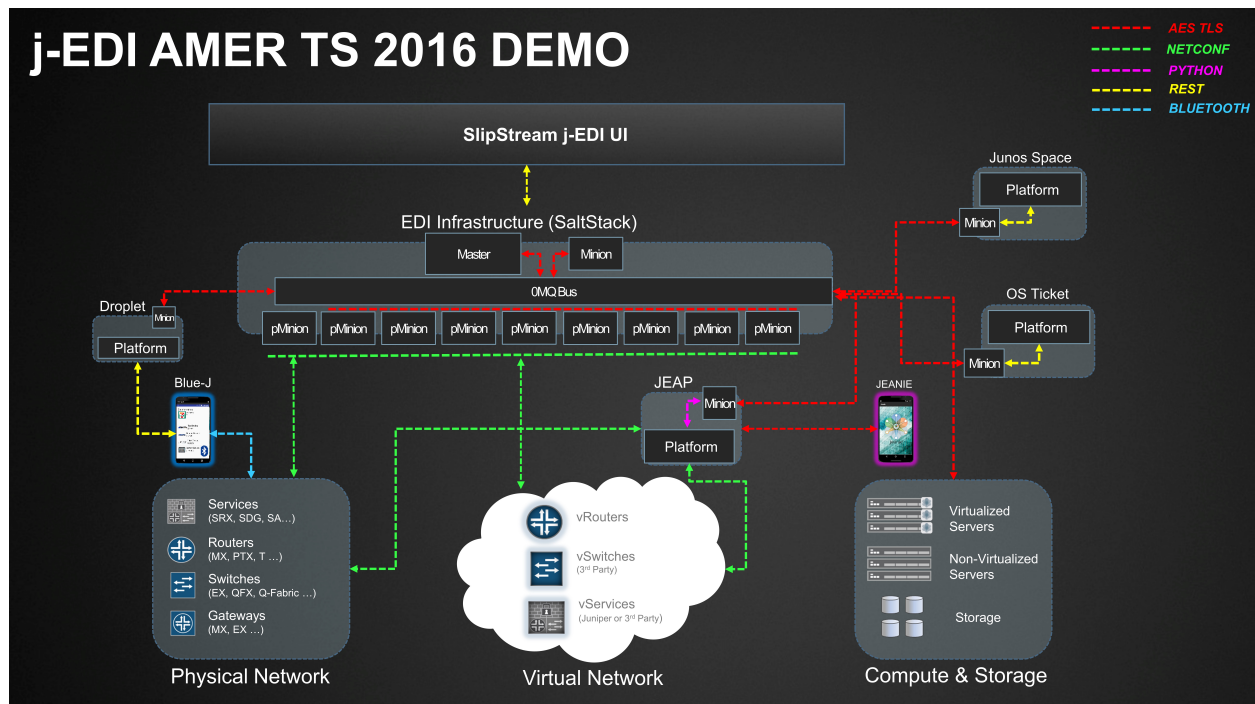 j-EDI AMER TS 2016 DEMO
AES TLS
NETCONF
PYTHON
REST
BLUETOOTH
SlipStream j-EDI UI
EDI Infrastructure (SaltStack)
Master
Minion
0MQ Bus
pMinion pMinion pMinion pMinion pMinion pMinion pMinion pMinion pMinion
Junos Space
Platform
Minion
OS Ticket
Platform
Minion
Droplet
Minion
Platform
Blue-J
JEAP
Minion
Platform
JEANIE
Services
(SRX, SDG, SA…)
Routers
(MX, PTX, T …)
Switches
(EX, QFX, Q-Fabric …)
Gateways
(MX, EX …)
Physical Network
vRouters
vSwitches
(3rd Party)
vServices
(Juniper or 3rd Party)
Virtual Network
Virtualized
Servers
Non-Virtualized
Servers
Storage
Compute & Storage